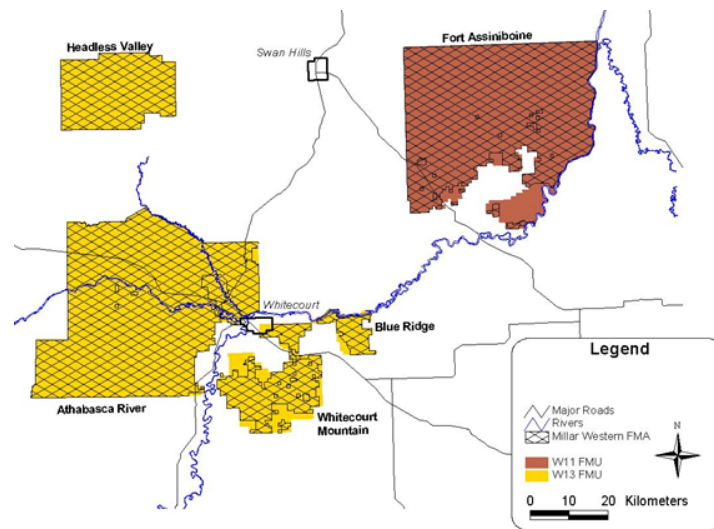 Headless Valley
Fort Assiniboine
Swan Hills
Whitecourt
Blue Ridge
Athabasca River
Whitecourt
Mountain
Legend
Major Roads
Rivers
Millar Western FMA
W11 FMU
W13 FMU
N
0 10 20 Kilometers